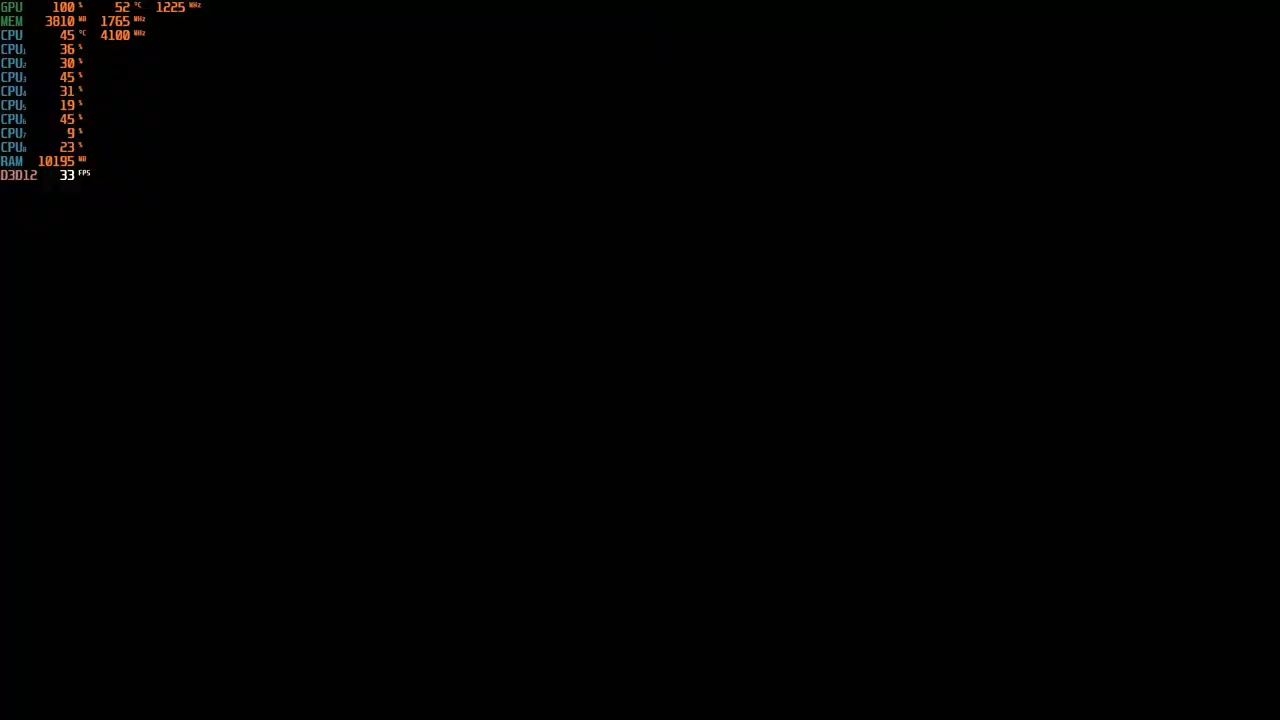 GPU 100 % 52 °C 1225 MHz
MEM 3810 MB 1765 MHz
CPU 45 °C 4100 MHz
CPU1 36 %
CPU2 30 %
CPU3 45 %
CPU4 31 %
CPU5 19 %
CPU6 45 %
CPU7 9 %
CPU8 23 %
RAM 10195 MB
D3D12 33 FPS